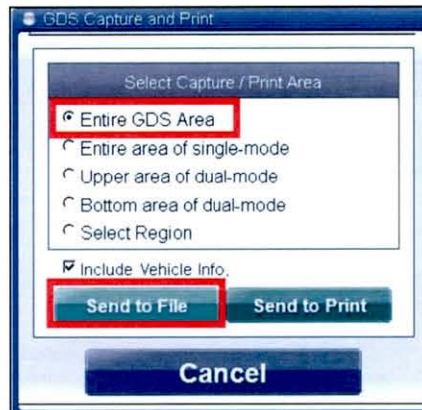 GDS Capture and Print
Select Capture / Print Area
Entire GDS Area
Entire area of single-mode
Upper area of dual-mode
Bottom area of dual-mode
Select Region
Include Vehicle Info.
Send to File Send to Print
Cancel